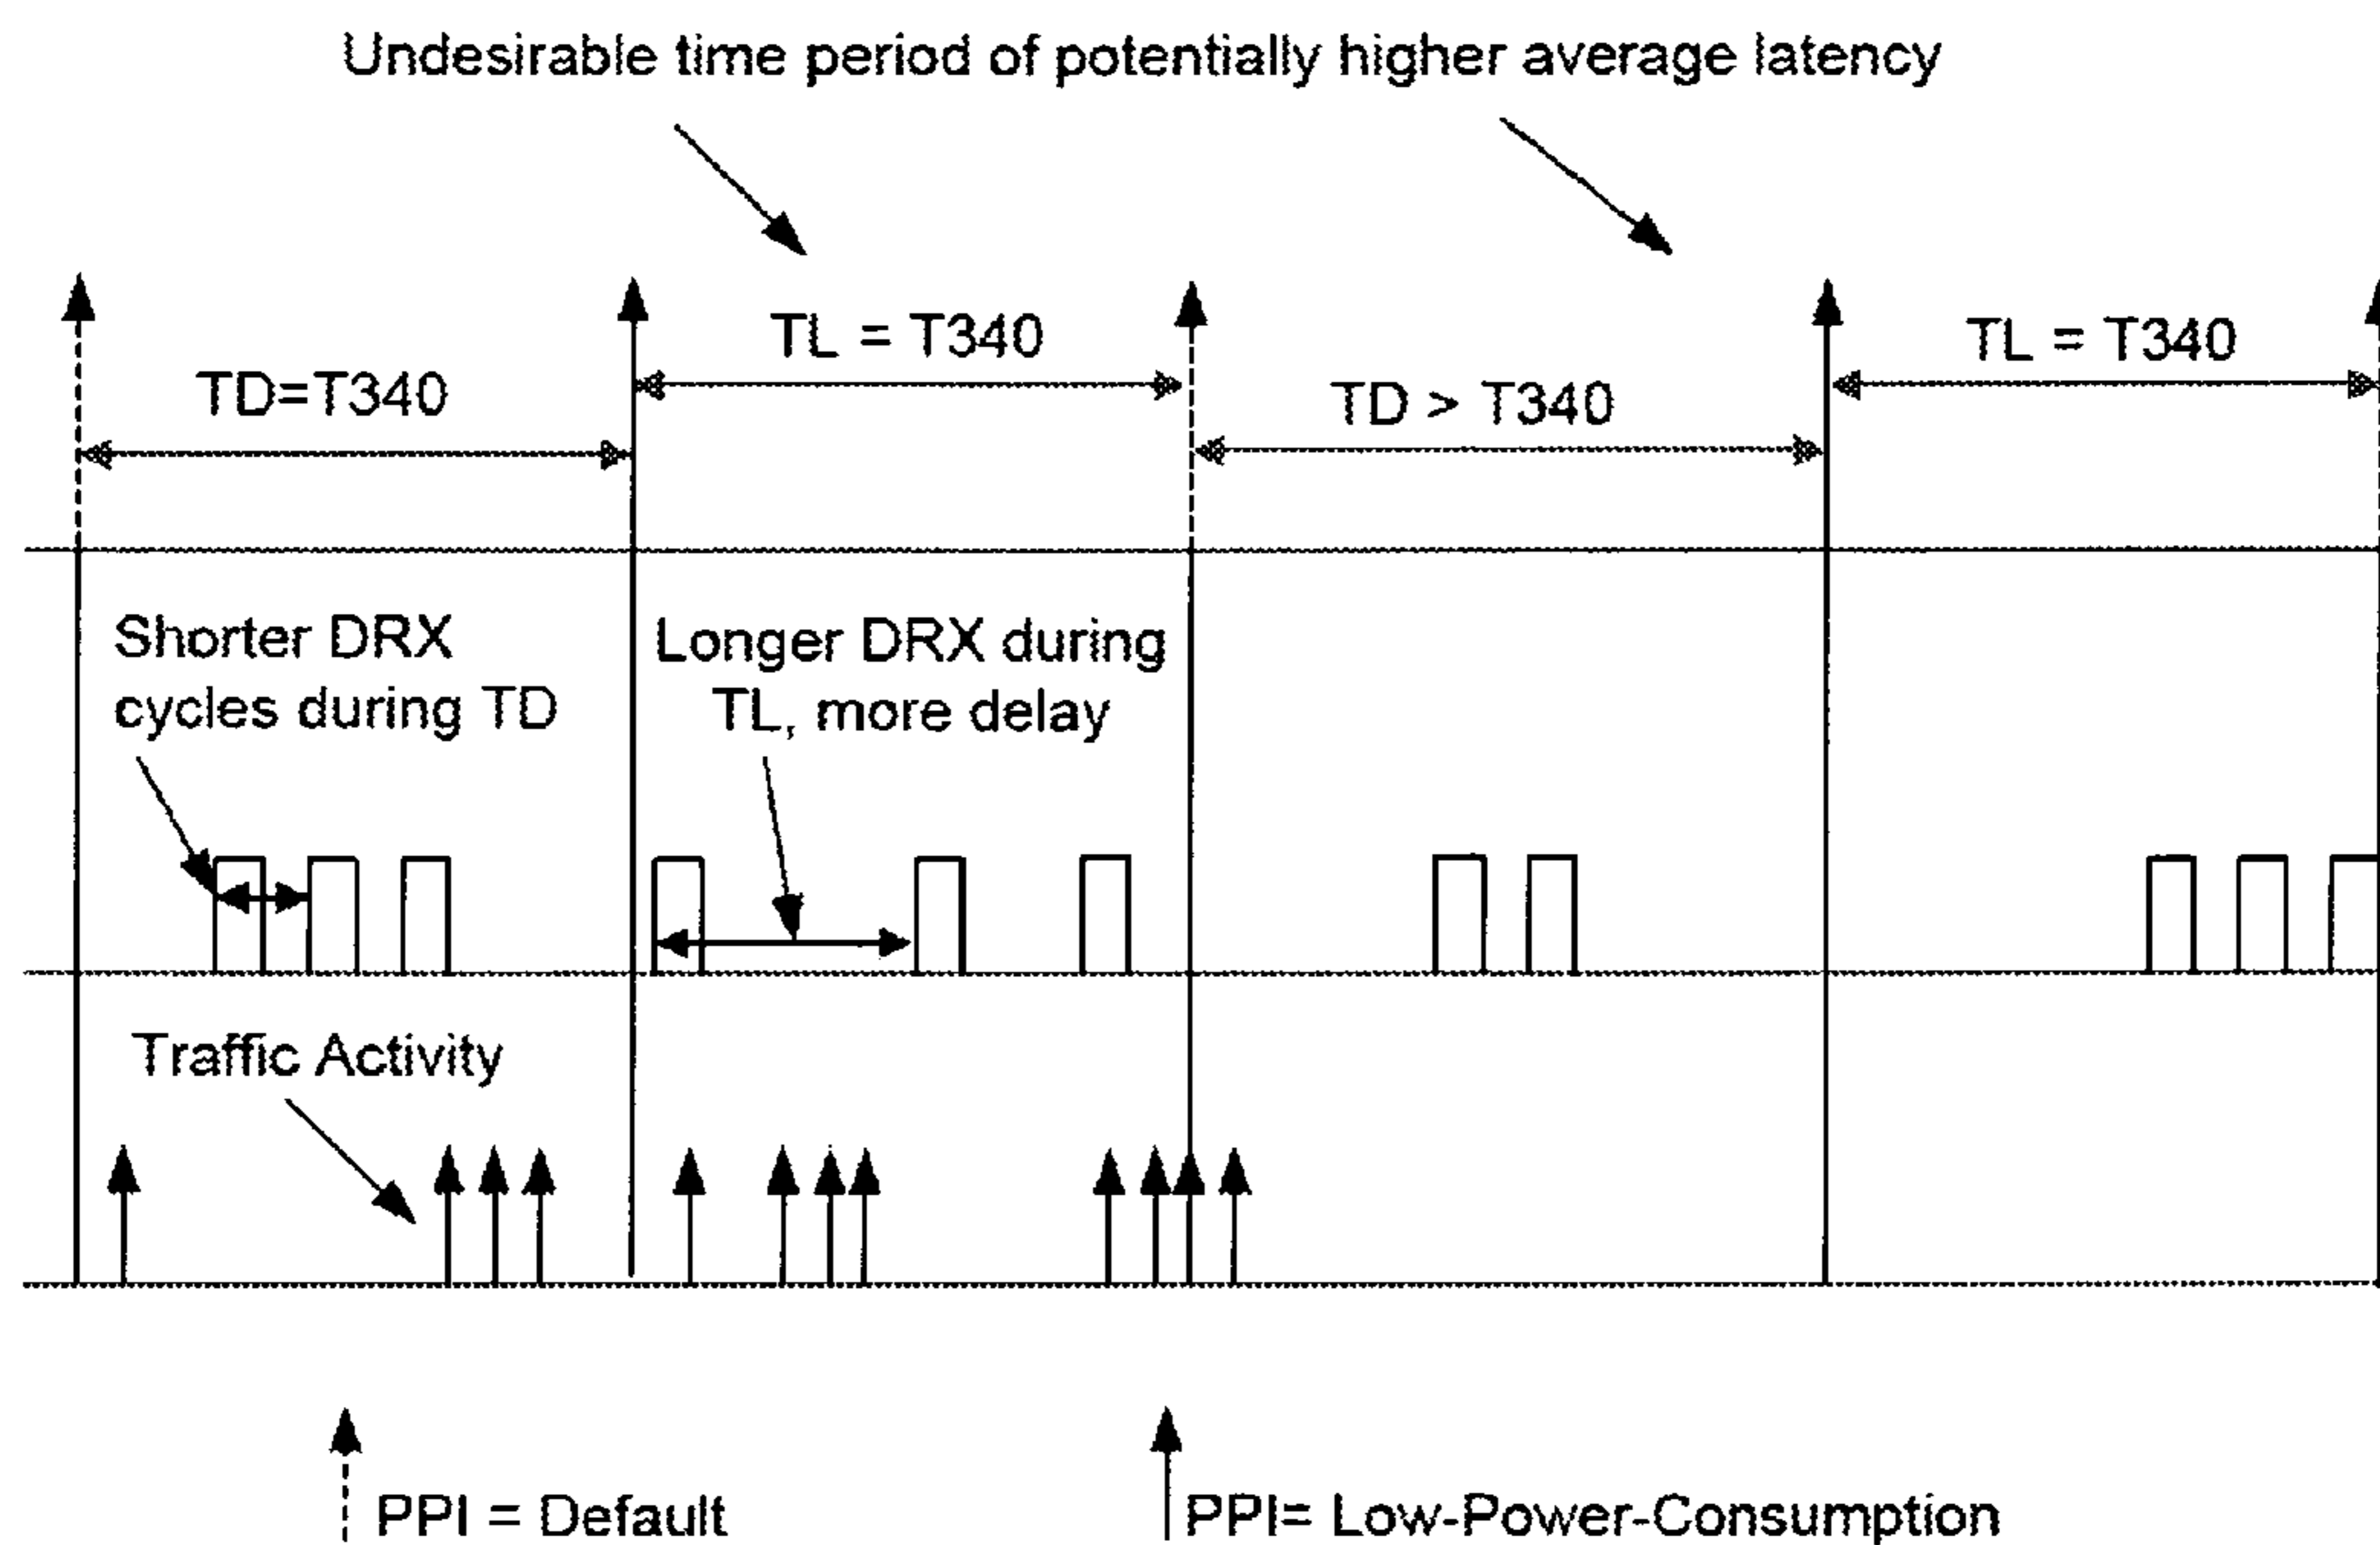 Undesirable time period of potentially higher average latency
TL = T340
TL = T340
TD=T340
TD > T340
Shorter DRX
cycles during TD
Longer DRX during
TL, more delay
Traffic Activity
PPI = Default
PPI= Low-Power-Consumption